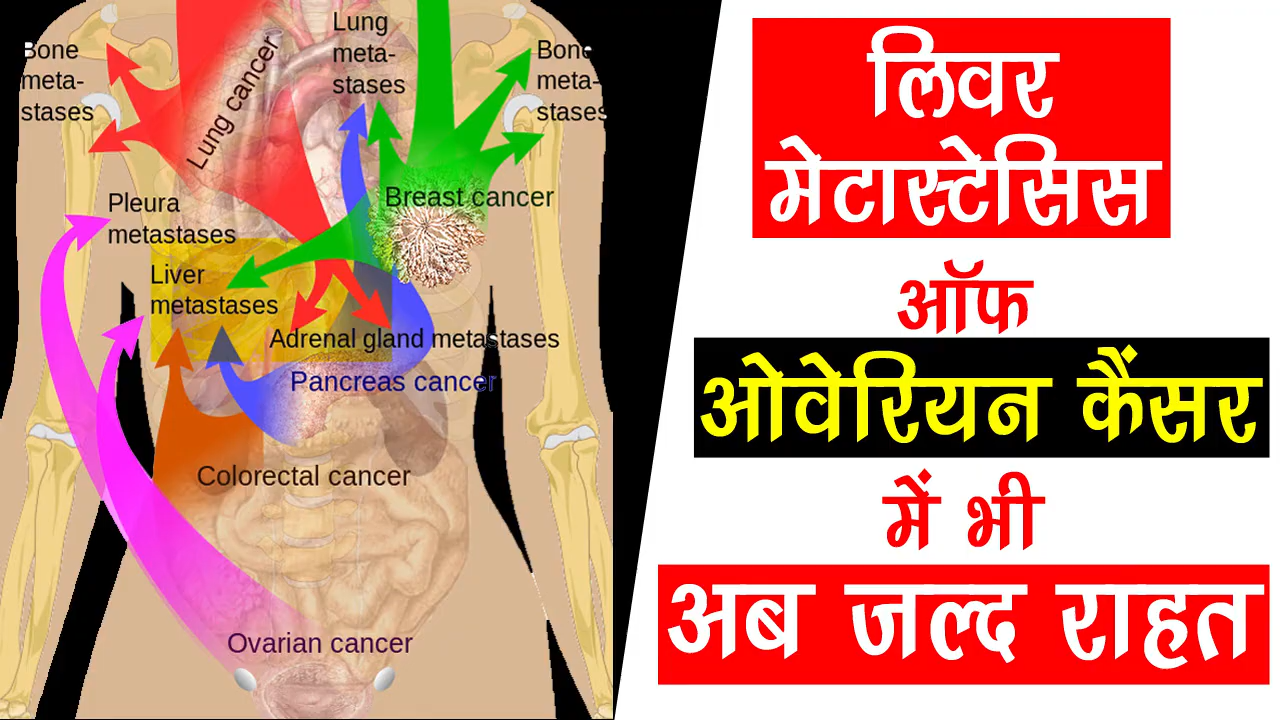 Bone
meta-
stases
Lung cancer
Lung
meta-
stases
Bone
meta-
stases
Breast cancer
Pleura
metastases
Liver
metastases
Adrenal gland metastases
Pancreas cancer
Colorectal cancer
Ovarian cancer
लिवर
मेटास्टेसिस
ऑफ
ओवेरियन कैंसर
में भी
अब जल्द राहत